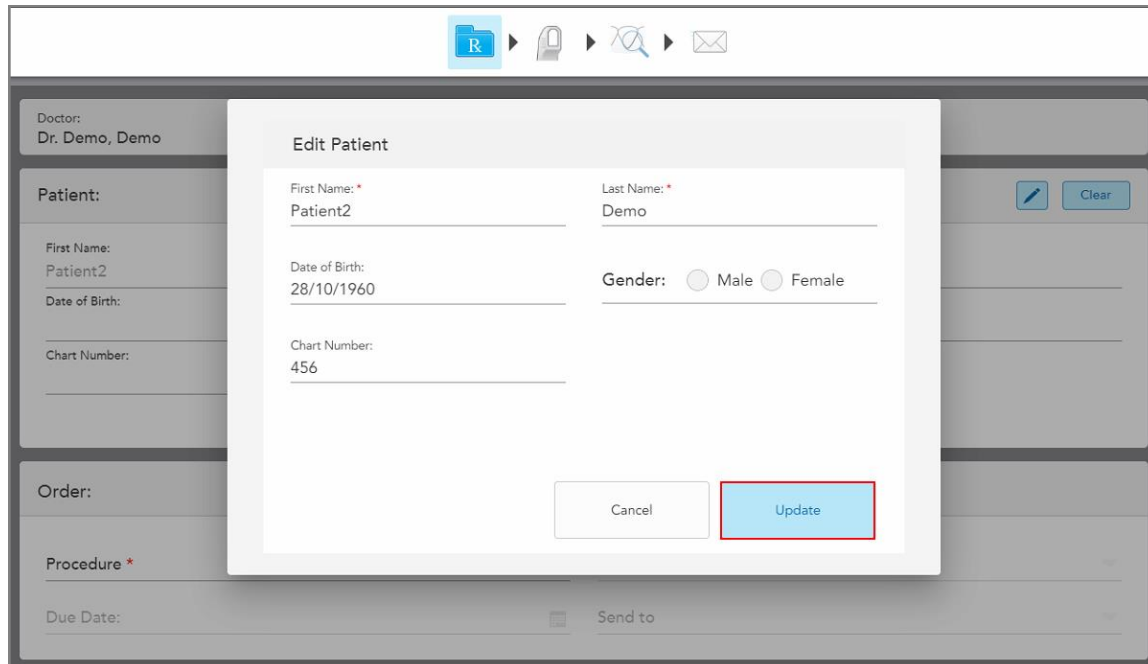 R
Doctor:
Dr. Demo, Demo
Patient:
Clear
First Name:
Patient2
Date of Birth:
Chart Number:
Edit Patient
First Name: *
Patient2
Last Name: *
Demo
Date of Birth:
28/10/1960
Gender: Male Female
Chart Number:
456
Cancel
Update
Order:
Procedure *
Due Date:
Send to